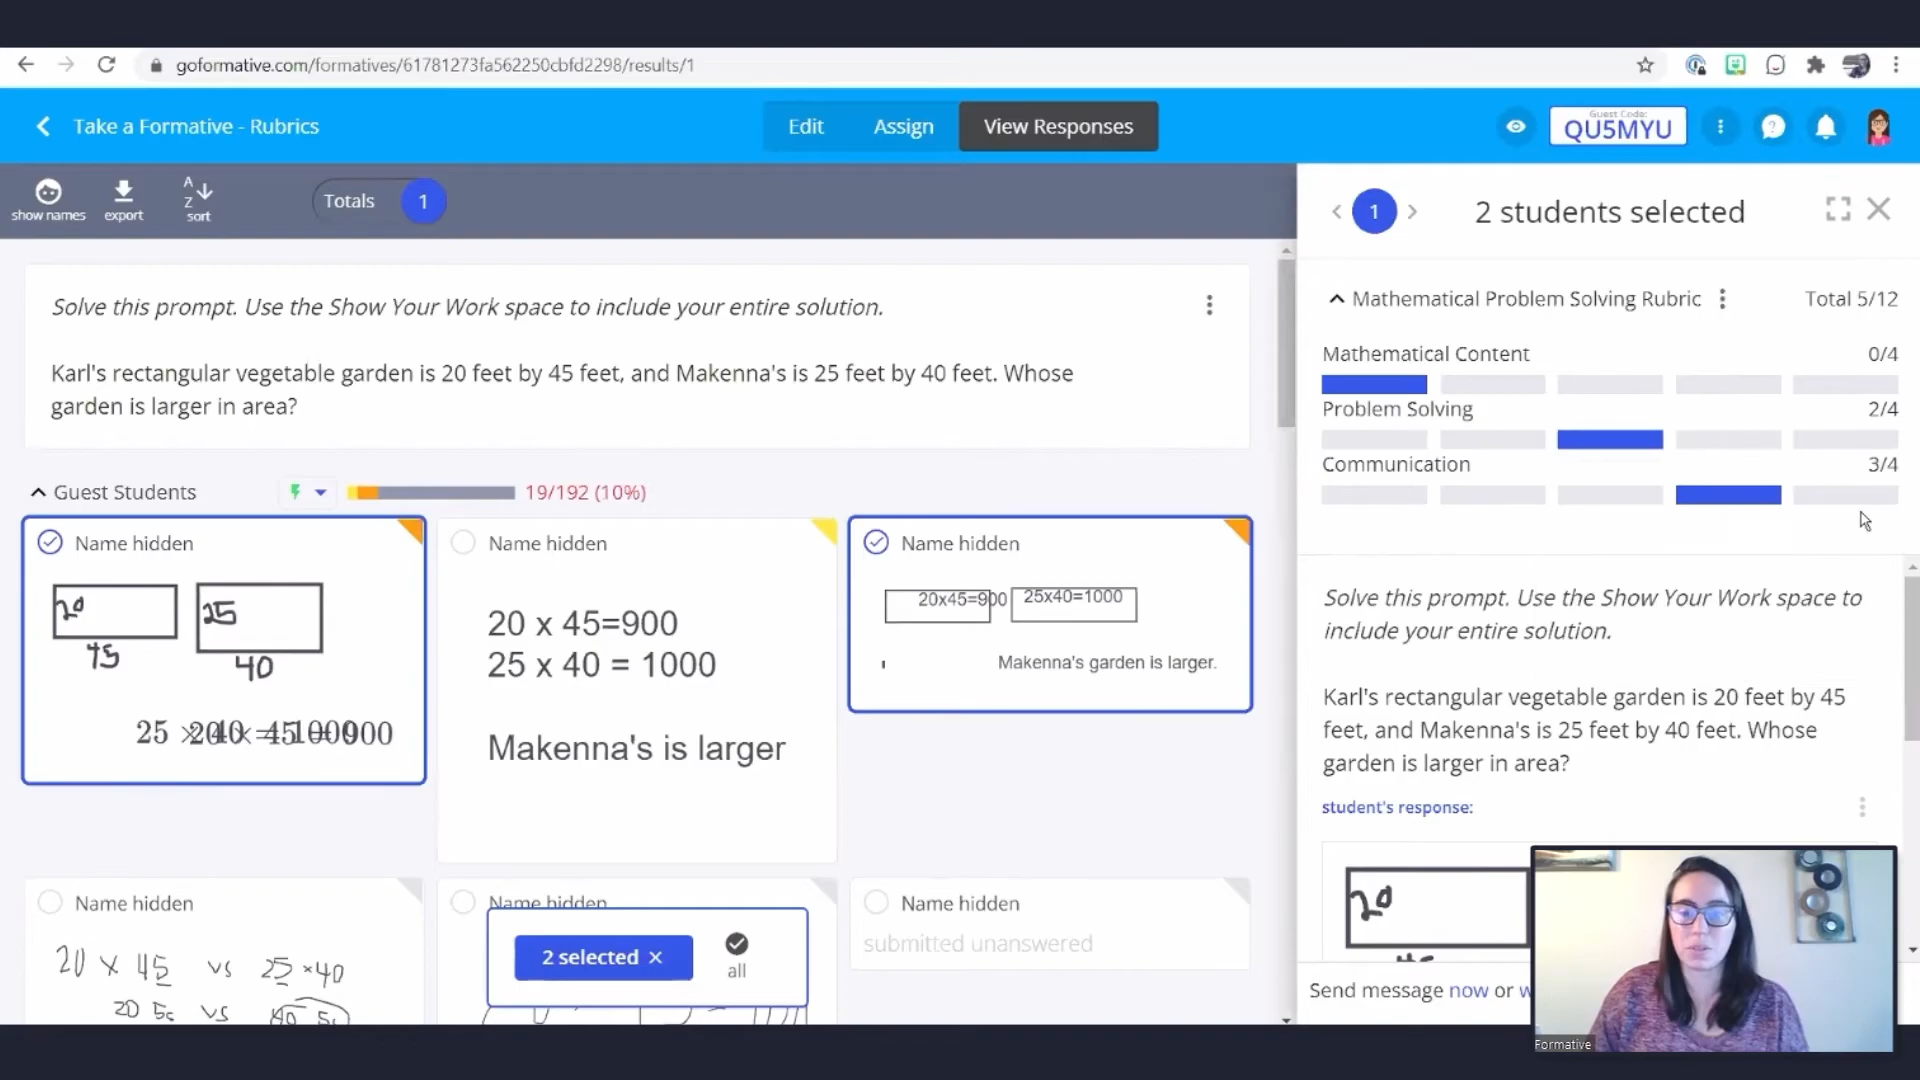 goformative.com/formatives/61781273fa562250cbfd2298/results/1
Take a Formative - Rubrics
Edit
Assign
View Responses
Guest Code:
QU5MYU
show names
export
A
Z
sort
Totals
1
Solve this prompt. Use the Show Your Work space to include your entire solution.
Karl's rectangular vegetable garden is 20 feet by 45 feet, and Makenna's is 25 feet by 40 feet. Whose
garden is larger in area?
Guest Students
19/192 (10%)
Name hidden
20
45
25
40
Name hidden
20 x 45=900
25 x 40 = 1000
Makenna's is larger
Name hidden
20x45=900
25x40=1000
Makenna's garden is larger.
Name hidden
20 x 45 vs 25 x 40
20 5s vs 40 5s
Name hidden
2 selected ×
all
Name hidden
submitted unanswered
1
2 students selected
Mathematical Problem Solving Rubric
Total 5/12
Mathematical Content
0/4
Problem Solving
2/4
Communication
3/4
Solve this prompt. Use the Show Your Work space to
include your entire solution.
Karl's rectangular vegetable garden is 20 feet by 45
feet, and Makenna's is 25 feet by 40 feet. Whose
garden is larger in area?
student's response:
20
Send message now or w
Formative